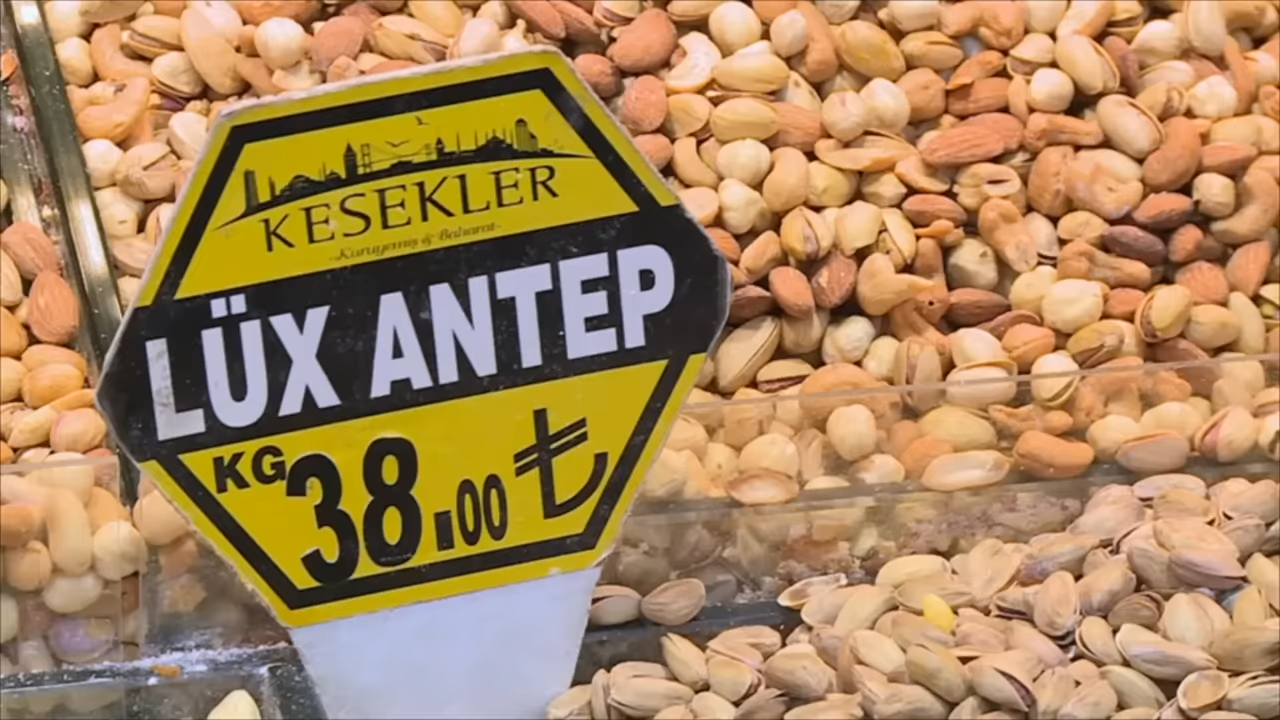 KESEKLER
-Kuruyemiş & Baharat-
LÜX ANTEP
KG 38.00 ₺